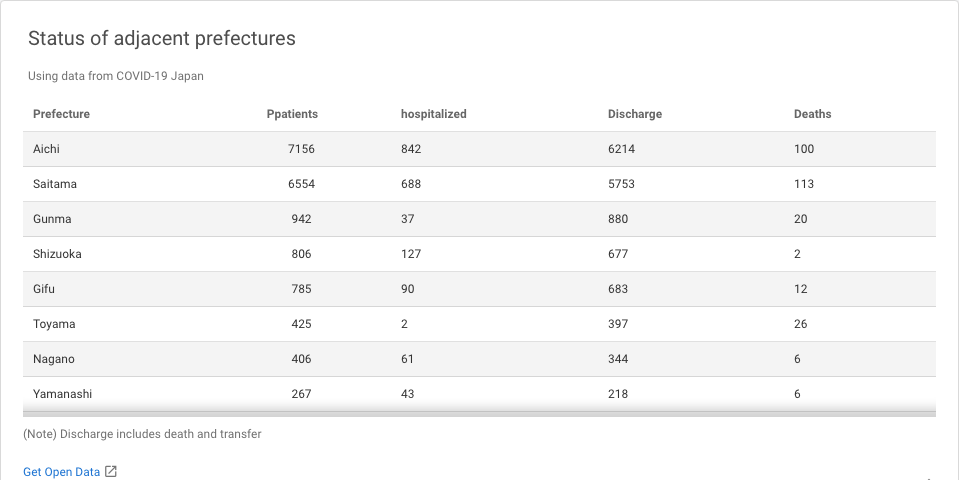 Status of adjacent prefectures
Using data from COVID-19 Japan
Prefecture Ppatients hospitalized Discharge Deaths
Aichi 7156 842 6214 100
Saitama 6554 688 5753 113
Gunma 942 37 880 20
Shizuoka 806 127 677 2
Gifu 785 90 683 12
Toyama 425 2 397 26
Nagano 406 61 344 6
Yamanashi 267 43 218 6
(Note) Discharge includes death and transfer
Get Open Data